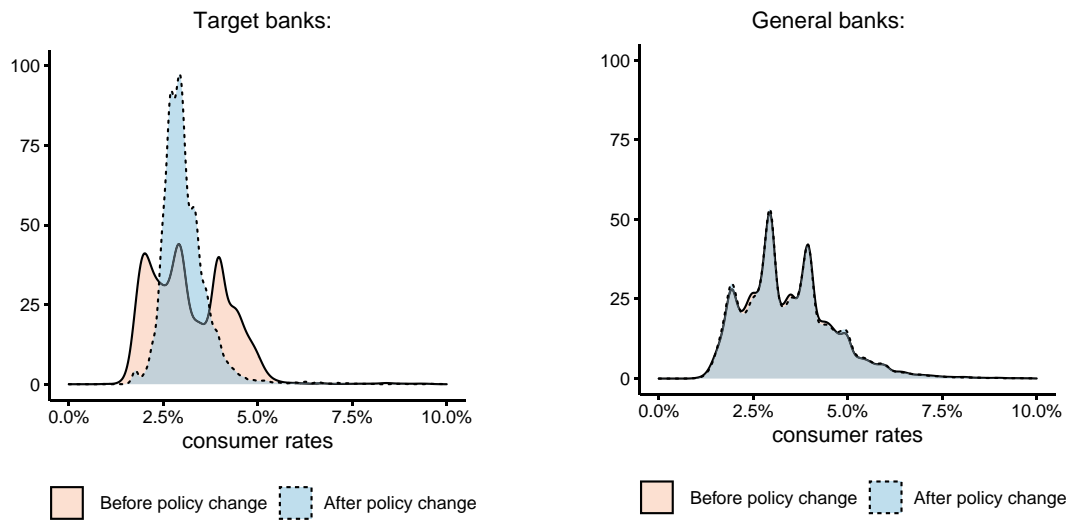 Target banks:
100
75
50
25
0
0.0% 2.5% 5.0% 7.5% 10.0%
consumer rates
Before policy change After policy change
General banks:
100
75
50
25
0
0.0% 2.5% 5.0% 7.5% 10.0%
consumer rates
Before policy change After policy change